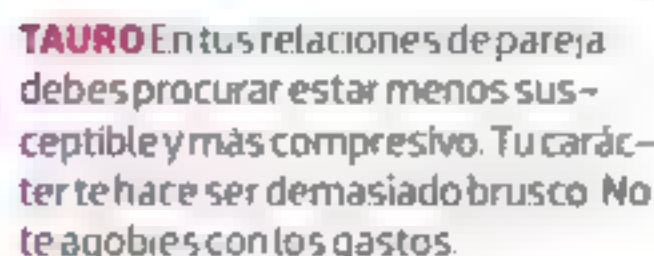 TAURO En tus relaciones de pareja
debes procurar estar menos sus-
ceptible y más compresivo. Tu carác-
ter te hace ser demasiado brusco. No
te agobies con los gastos.